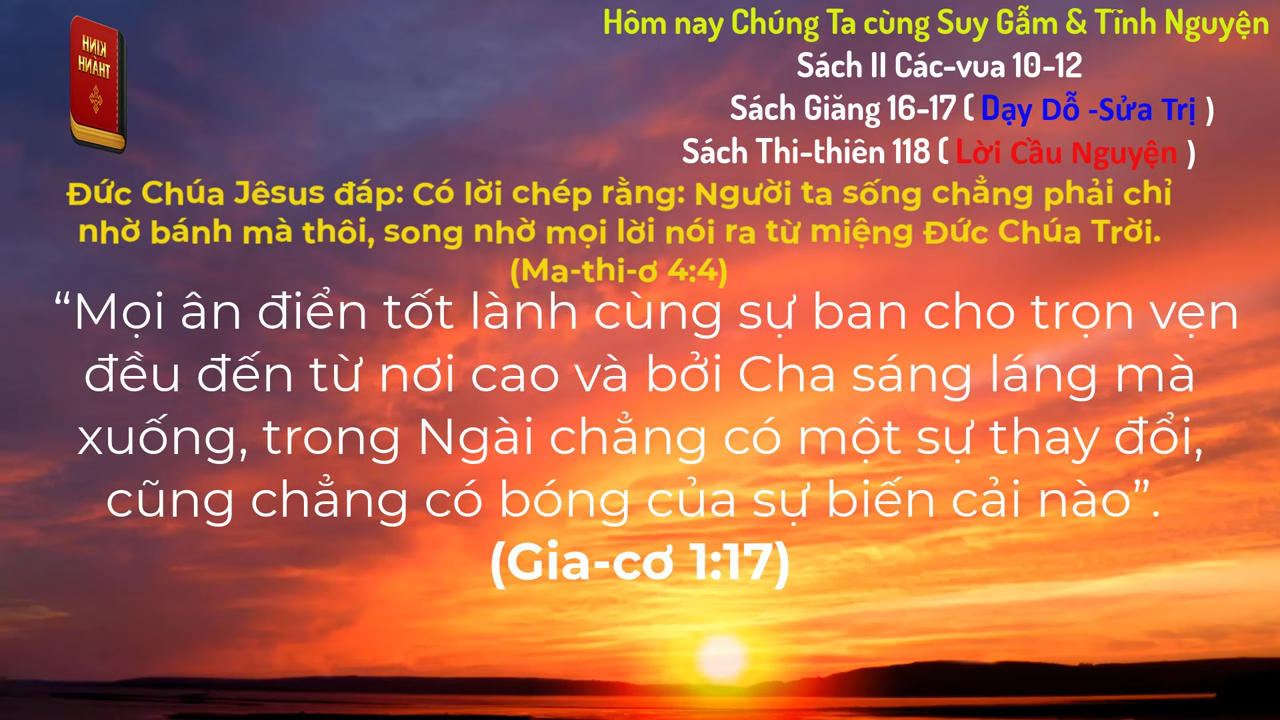 KINH
THÁNH
Hôm nay Chúng Ta cùng Suy Gẫm & Tĩnh Nguyện
Sách II Các-vua 10-12
Sách Giăng 16-17 ( Dạy Dỗ -Sửa Trị )
Sách Thi-thiên 118 ( Lời Cầu Nguyện )
Đức Chúa Jêsus đáp: Có lời chép rằng: Người ta sống chẳng phải chỉ
nhờ bánh mà thôi, song nhờ mọi lời nói ra từ miệng Đức Chúa Trời.
(Ma-thi-ơ 4:4)
“Mọi ân điển tốt lành cùng sự ban cho trọn vẹn
đều đến từ nơi cao và bởi Cha sáng láng mà
xuống, trong Ngài chẳng có một sự thay đổi,
cũng chẳng có bóng của sự biến cải nào”.
(Gia-cơ 1:17)